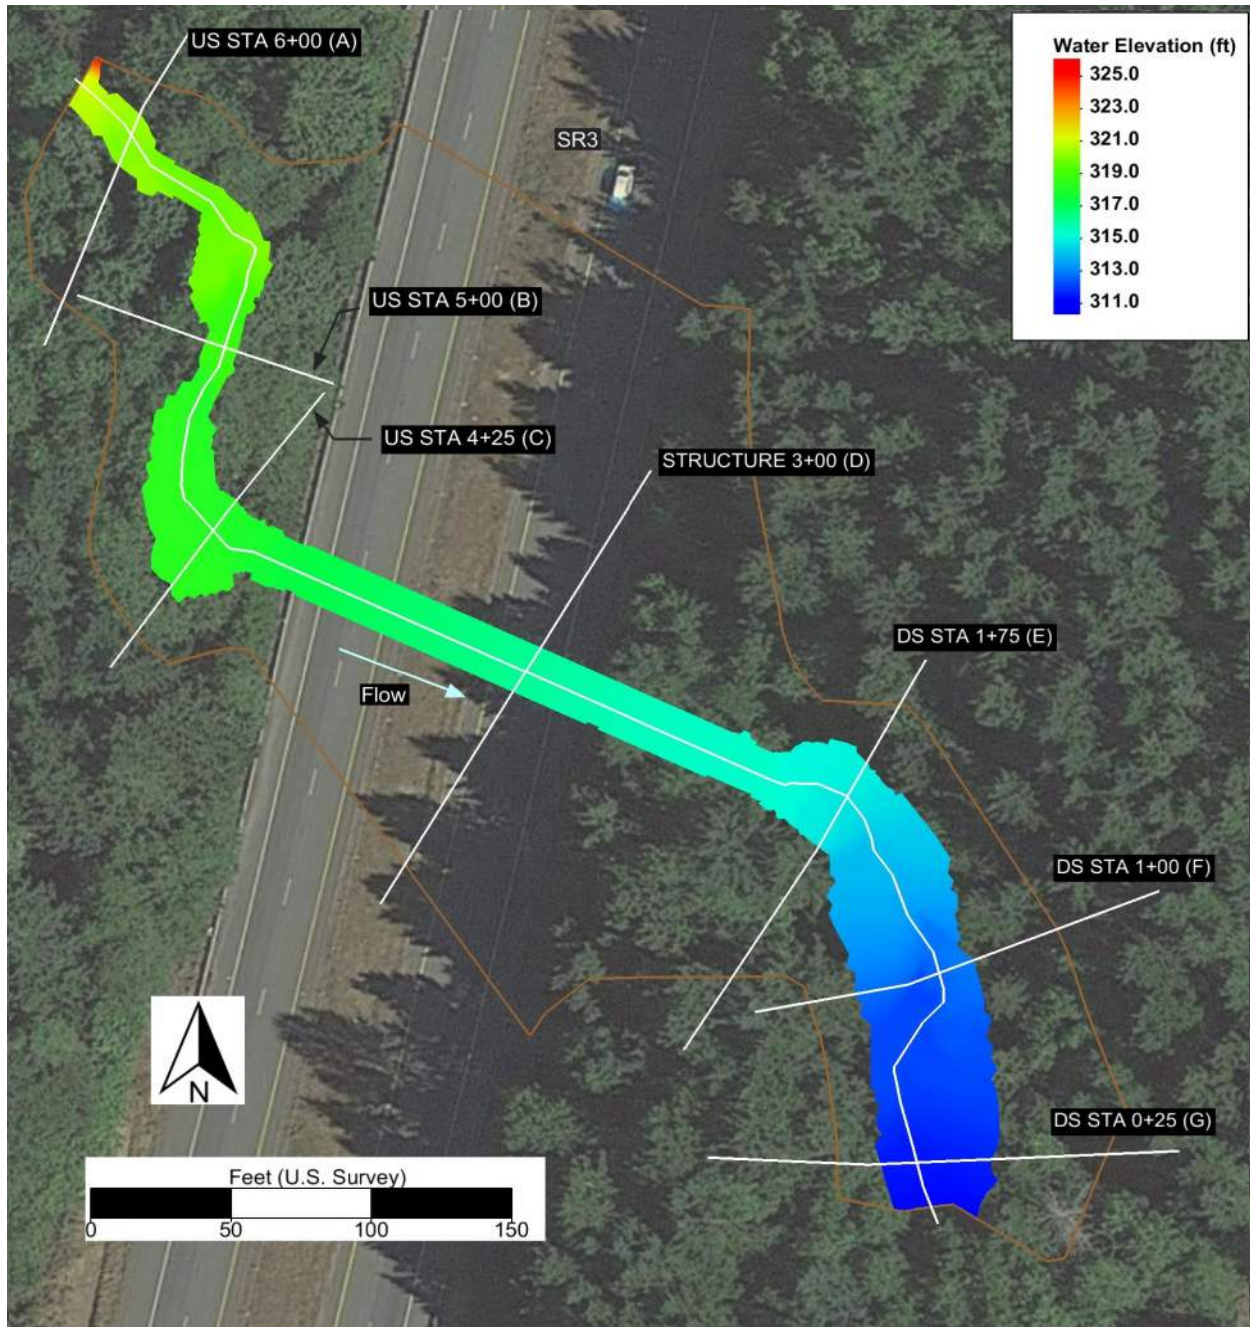 US STA 6+00 (A)
Water Elevation (ft)
325.0
323.0
321.0
319.0
317.0
315.0
313.0
311.0
SR3
US STA 5+00 (B)
US STA 4+25 (C)
STRUCTURE 3+00 (D)
DS STA 1+75 (E)
Flow
DS STA 1+00 (F)
N
DS STA 0+25 (G)
Feet (U.S. Survey)
0 50 100 150